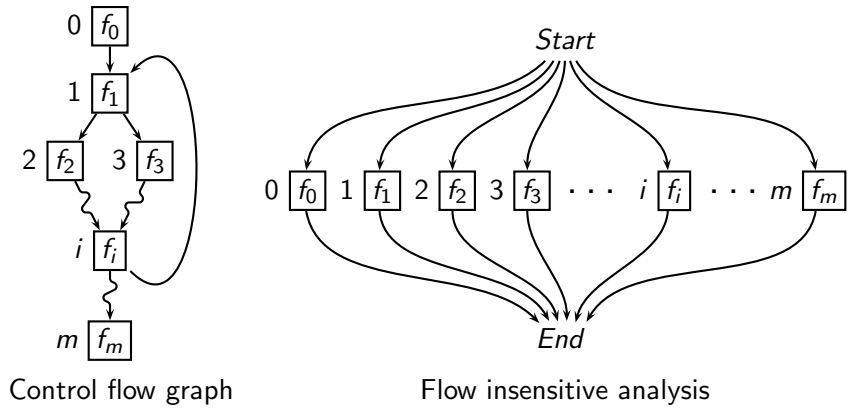 0 f₀
1 f₁
2 f₂ 3 f₃
i fᵢ
m fₘ
Control flow graph
Start
0 f₀ 1 f₁ 2 f₂ 3 f₃ · · · i fᵢ · · · m fₘ
End
Flow insensitive analysis